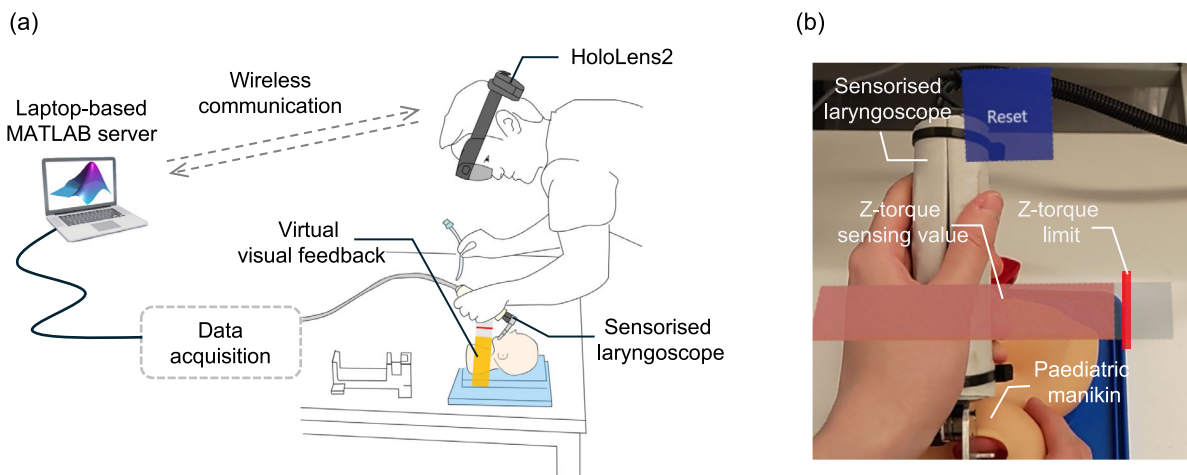 (a)
HoloLens2
Wireless
communication
Laptop-based
MATLAB server
Virtual
visual feedback
Data
acquisition
Sensorised
laryngoscope
(b)
Sensorised
laryngoscope
Reset
Z-torque
sensing value
Z-torque
limit
Paediatric
manikin